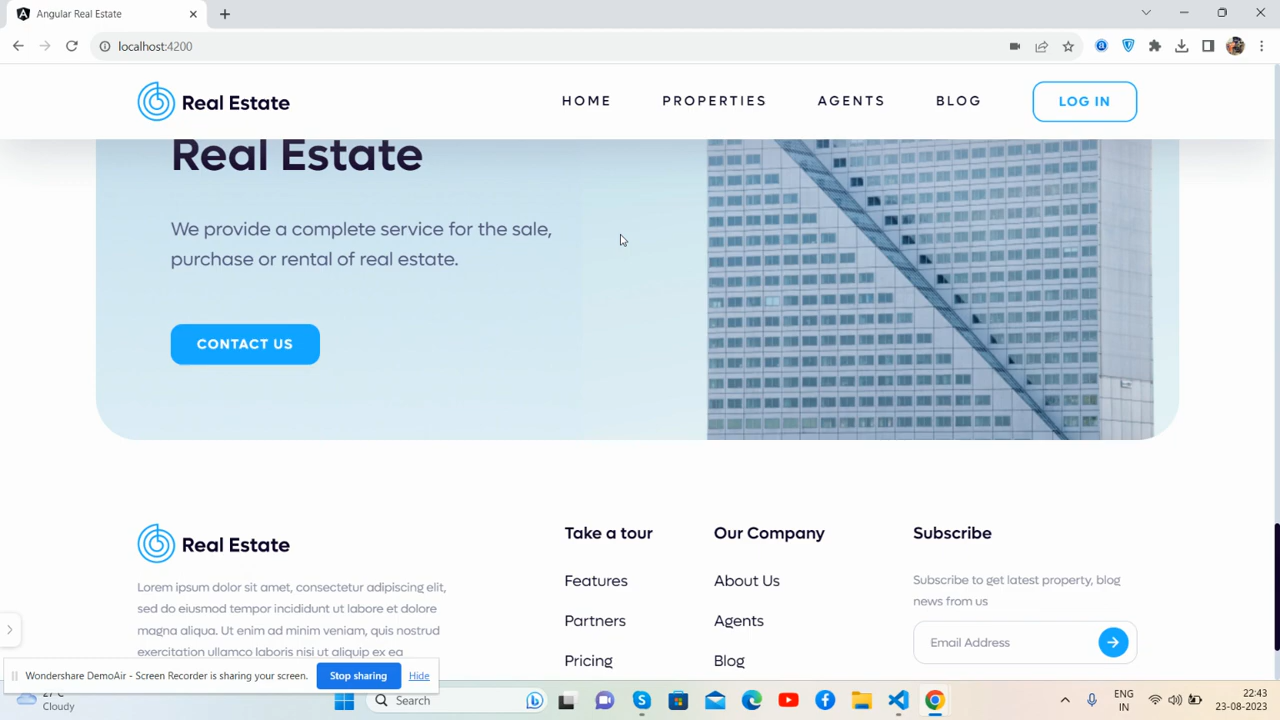 Angular Real Estate
localhost:4200
Real Estate
HOME
PROPERTIES
AGENTS
BLOG
LOG IN
Real Estate
We provide a complete service for the sale,
purchase or rental of real estate.
CONTACT US
Real Estate
Lorem ipsum dolor sit amet, consectetur adipiscing elit,
sed do eiusmod tempor incididunt ut labore et dolore
magna aliqua. Ut enim ad minim veniam, quis nostrud
exercitation ullamco laboris nisi ut aliquip ex ea
Take a tour
Features
Partners
Pricing
Our Company
About Us
Agents
Blog
Subscribe
Subscribe to get latest property, blog
news from us
Email Address
Wondershare DemoAir - Screen Recorder is sharing your screen.
Stop sharing
Hide
Cloudy
Search
ENG
IN
22:43
23-08-2023